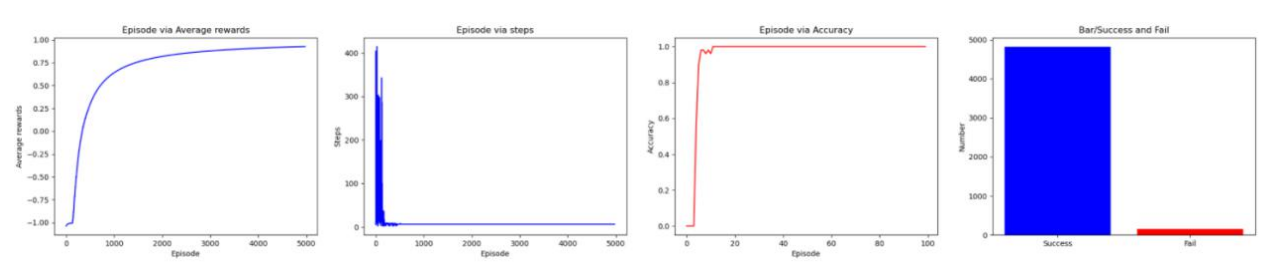 Episode via Average rewards
Average rewards
1.00
0.75
0.50
0.25
0.00
−0.25
−0.50
−0.75
−1.00
0 1000 2000 3000 4000 5000
Episode
Episode via steps
Steps
400
300
200
100
0
0 1000 2000 3000 4000 5000
Episode
Episode via Accuracy
Accuracy
1.0
0.8
0.6
0.4
0.2
0.0
0 20 40 60 80 100
Episode
Bar/Success and Fail
Number
5000
4000
3000
2000
1000
0
Success Fail